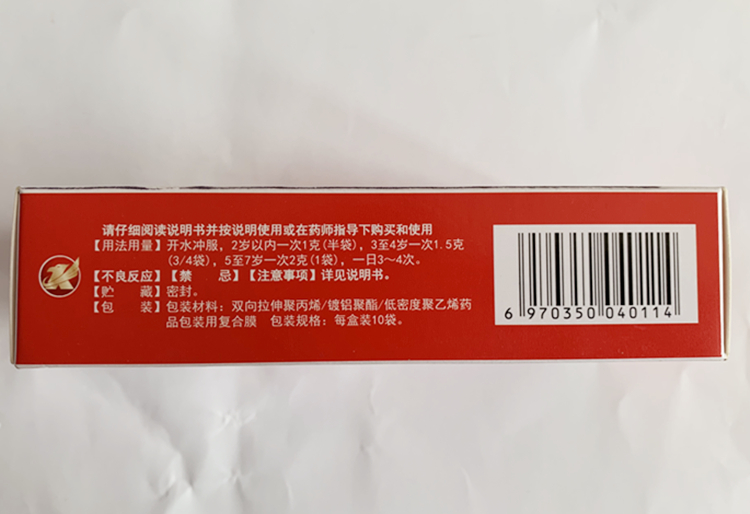 请仔细阅读说明书并按说明使用或在药师指导下购买和使用
【用法用量】开水冲服，2岁以内一次1克(半袋)，3至4岁一次1.5克
(3/4袋)，5至7岁一次2克(1袋)，一日3～4次。
【不良反应】【禁　忌】【注意事项】详见说明书。
【贮　藏】密封。
【包　装】包装材料：双向拉伸聚丙烯/镀铝聚酯/低密度聚乙烯药
品包装用复合膜　包装规格：每盒装10袋。
6 970350 040114